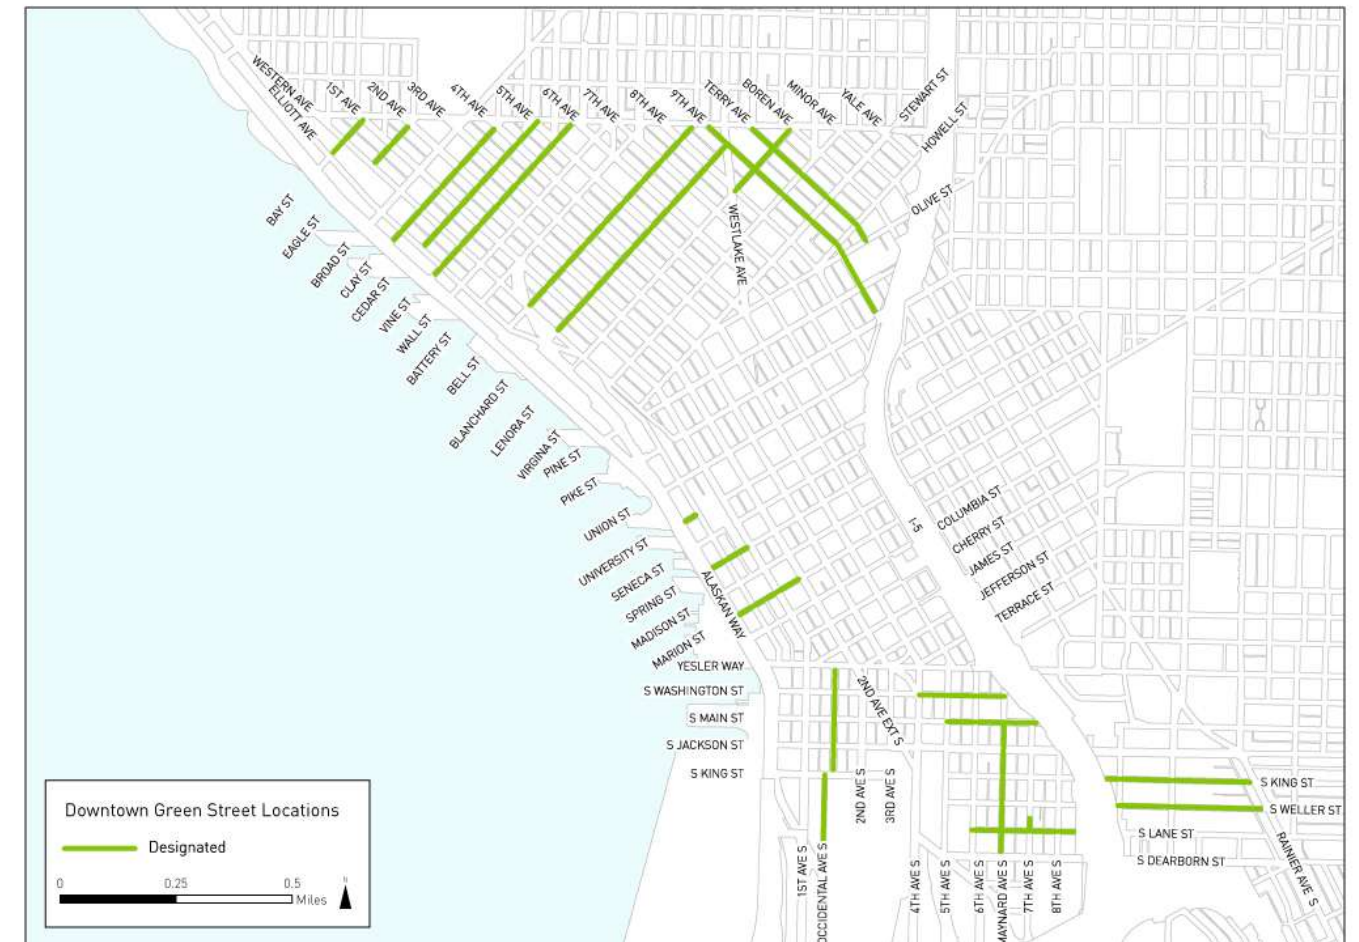 WESTERN AVE
ELLIOTT AVE
1ST AVE
2ND AVE
3RD AVE
4TH AVE
5TH AVE
6TH AVE
7TH AVE
8TH AVE
9TH AVE
TERRY AVE
BOREN AVE
MINOR AVE
YALE AVE
STEWART ST
HOWELL ST
OLIVE ST
WESTLAKE AVE
BAY ST
EAGLE ST
BROAD ST
CLAY ST
CEDAR ST
VINE ST
WALL ST
BATTERY ST
BELL ST
BLANCHARD ST
LENORA ST
VIRGINA ST
PINE ST
PIKE ST
UNION ST
UNIVERSITY ST
SENECA ST
SPRING ST
MADISON ST
MARION ST
ALASKAN WAY
I-5
COLUMBIA ST
CHERRY ST
JAMES ST
JEFFERSON ST
TERRACE ST
YESLER WAY
S WASHINGTON ST
S MAIN ST
S JACKSON ST
S KING ST
2ND AVE EXT S
1ST AVE S
OCCIDENTAL AVE S
2ND AVE S
3RD AVE S
4TH AVE S
5TH AVE S
6TH AVE S
MAYNARD AVE S
7TH AVE S
8TH AVE S
S KING ST
S WELLER ST
S LANE ST
S DEARBORN ST
RAINIER AVE S
Downtown Green Street Locations
Designated
0 0.25 0.5
Miles
N